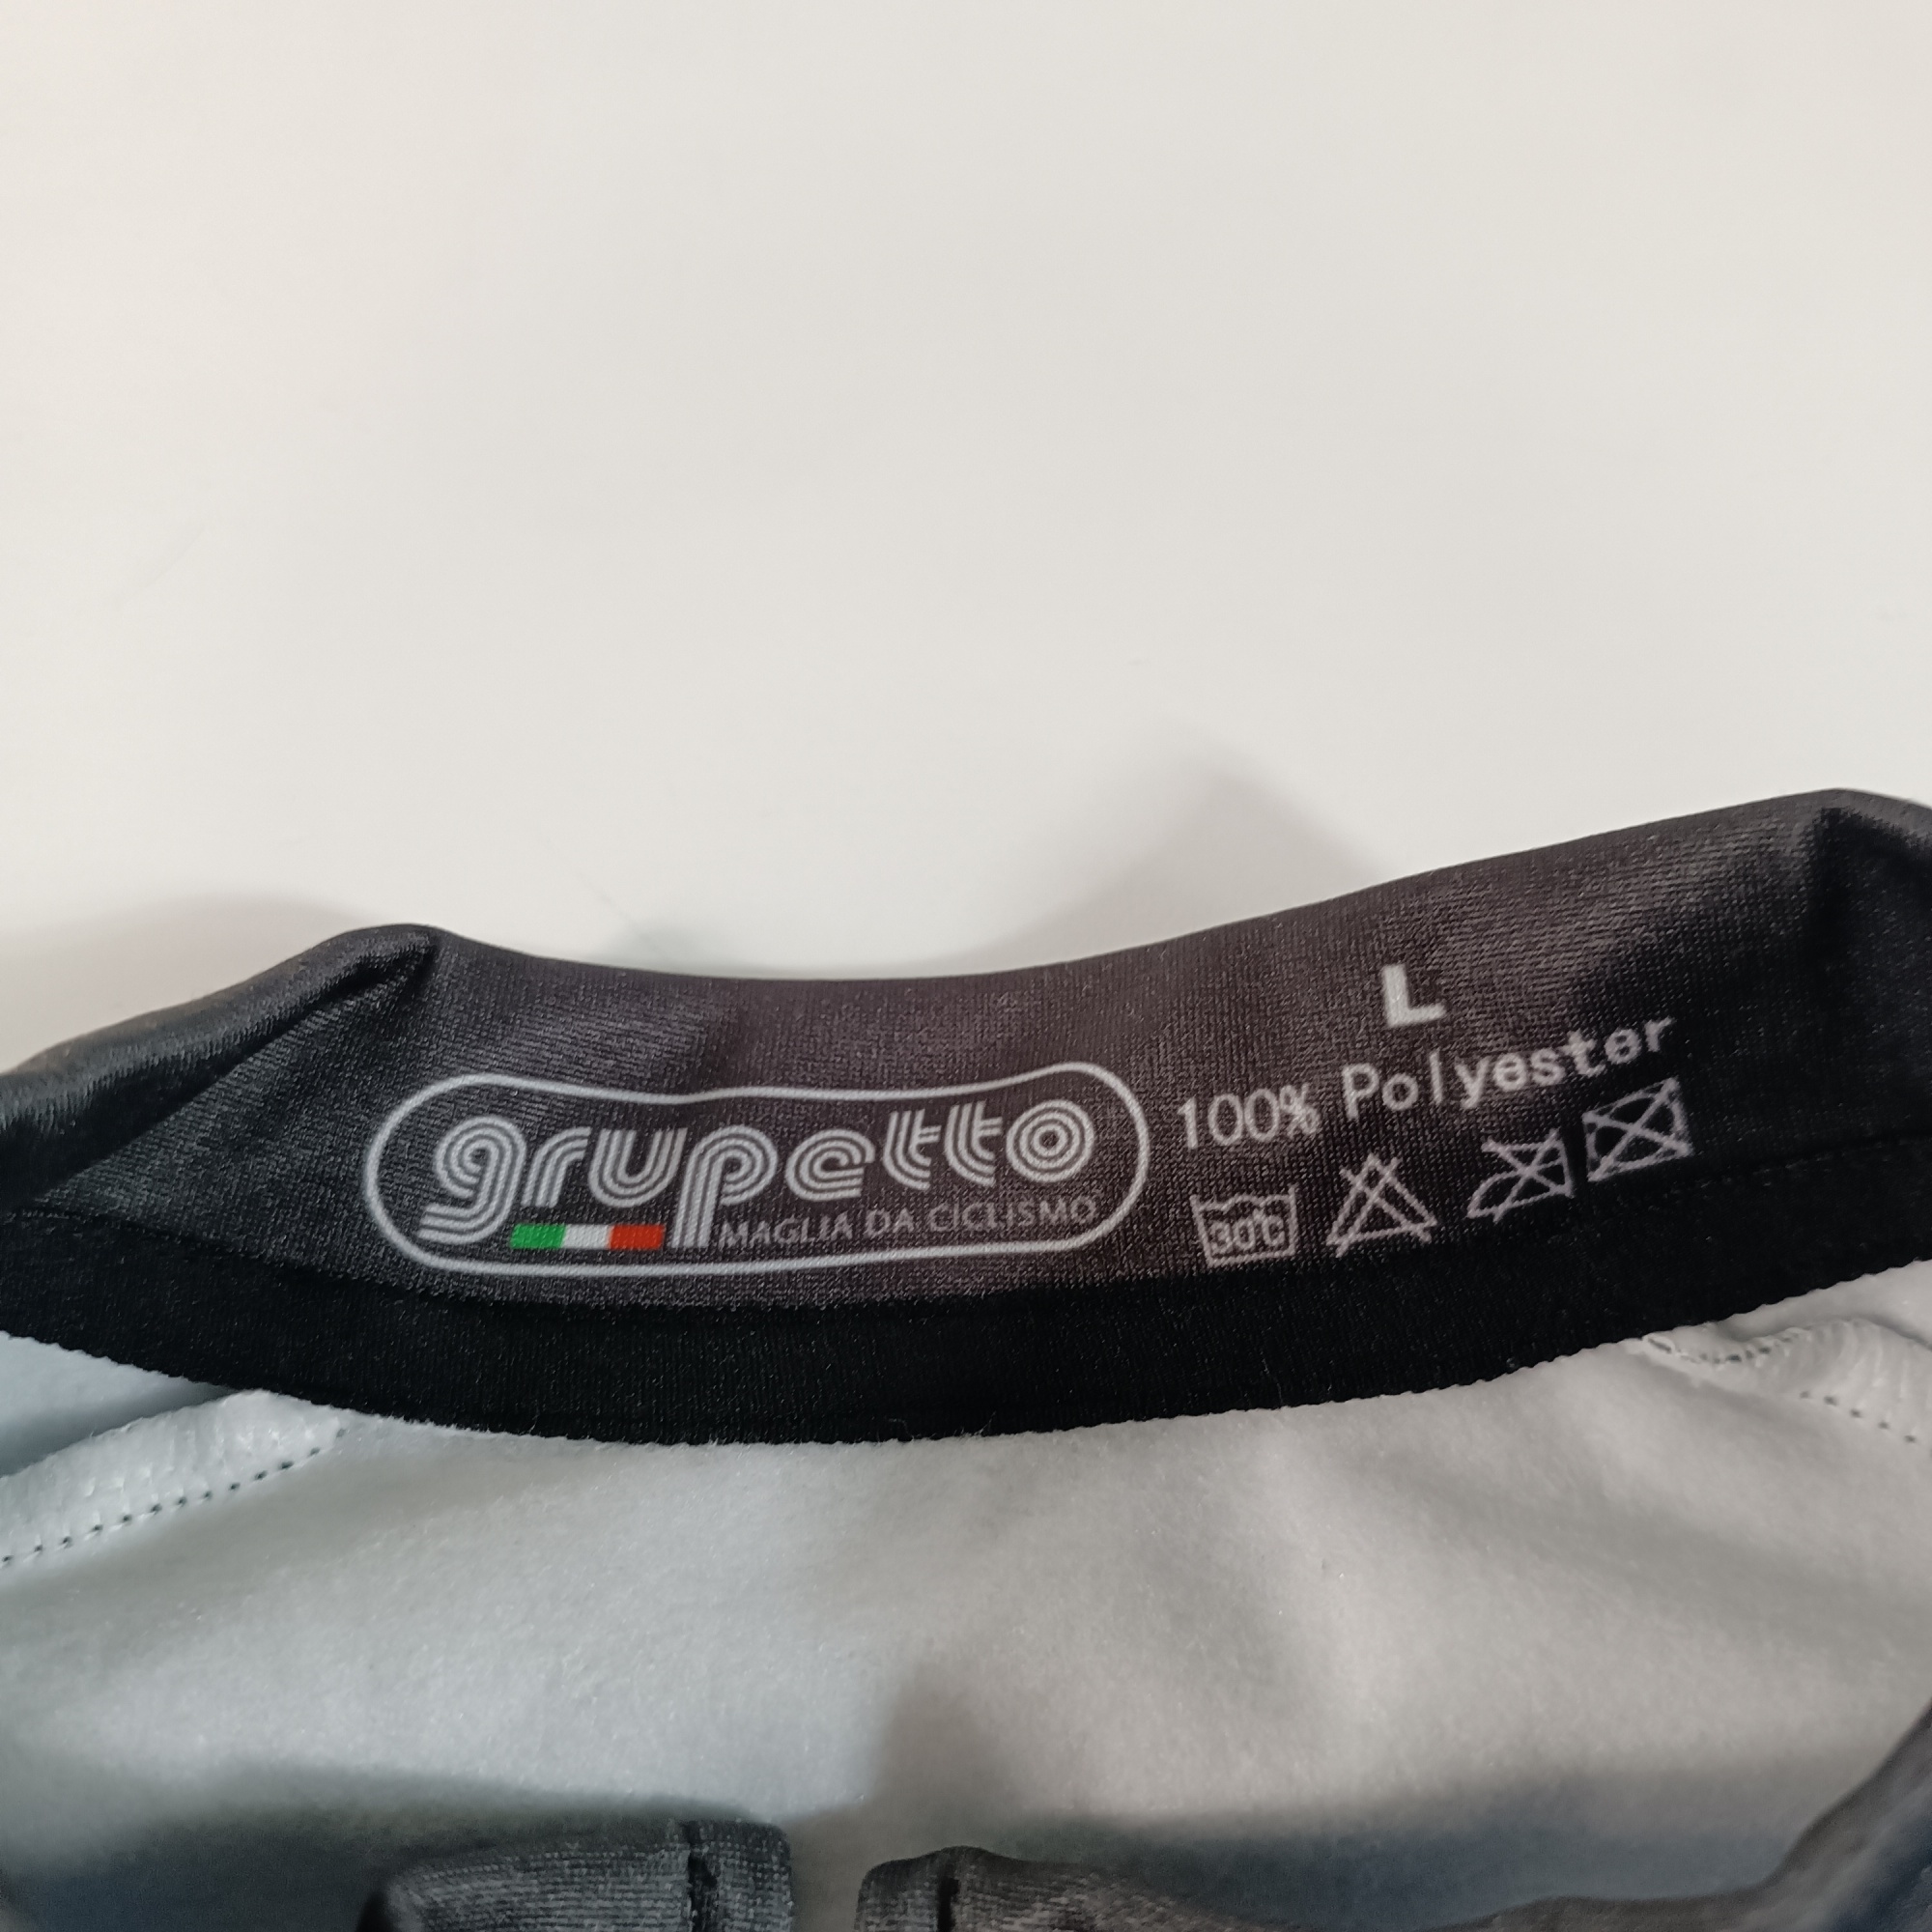 grupetto
MAGLIA DA CICLISMO
L
100% Polyester
30°C